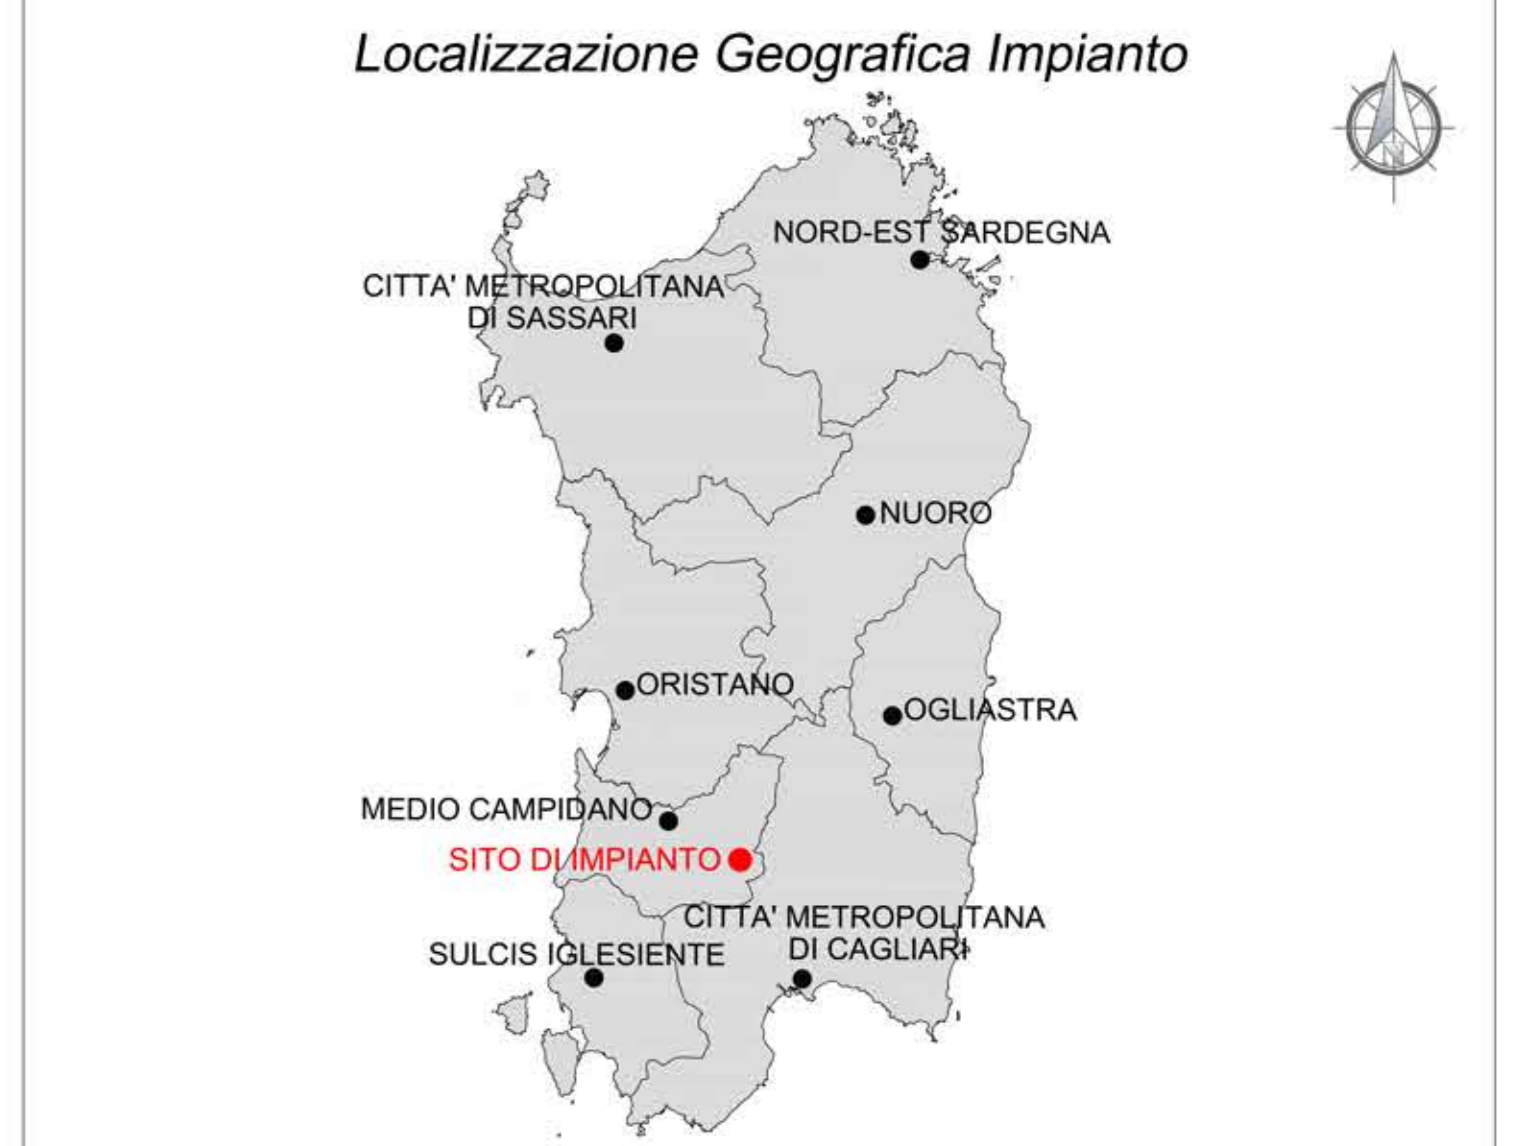 Localizzazione Geografica Impianto
N
NORD-EST SARDEGNA
CITTA' METROPOLITANA
DI SASSARI
NUORO
ORISTANO
OGLIASTRA
MEDIO CAMPIDANO
SITO DI IMPIANTO
CITTA' METROPOLITANA
DI CAGLIARI
SULCIS IGLESIENTE